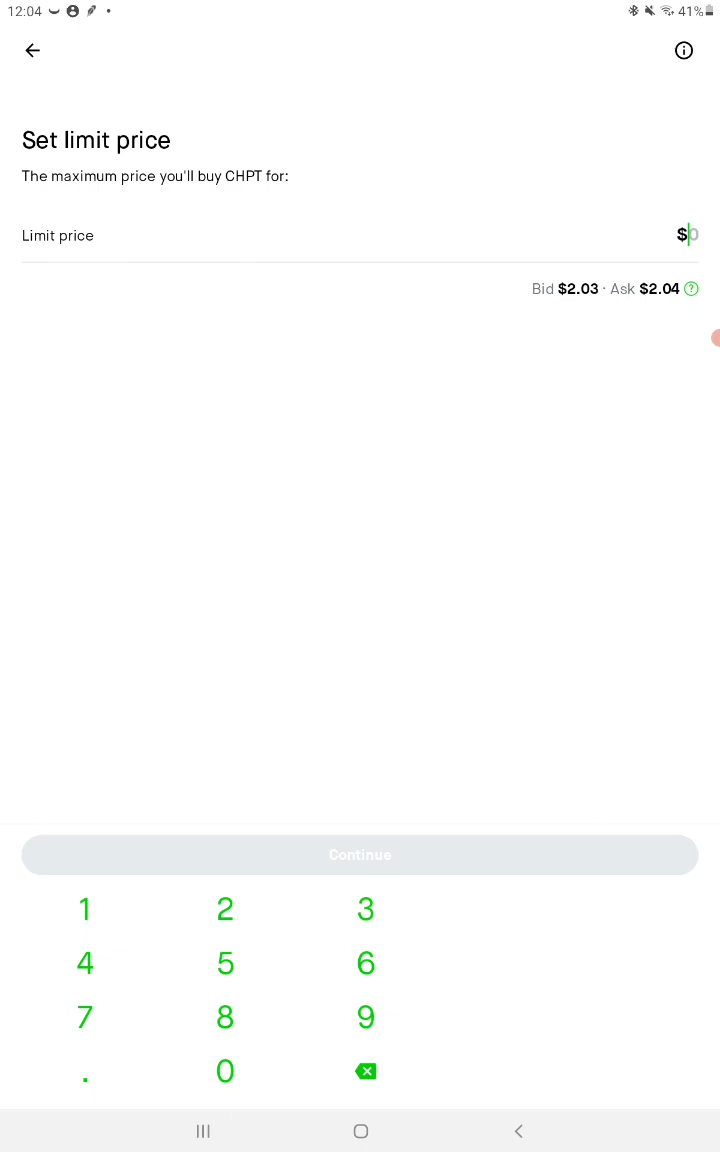 12:04 41%
Set limit price
The maximum price you'll buy CHPT for:
Limit price $0
Bid $2.03 · Ask $2.04
Continue
1 2 3
4 5 6
7 8 9
. 0